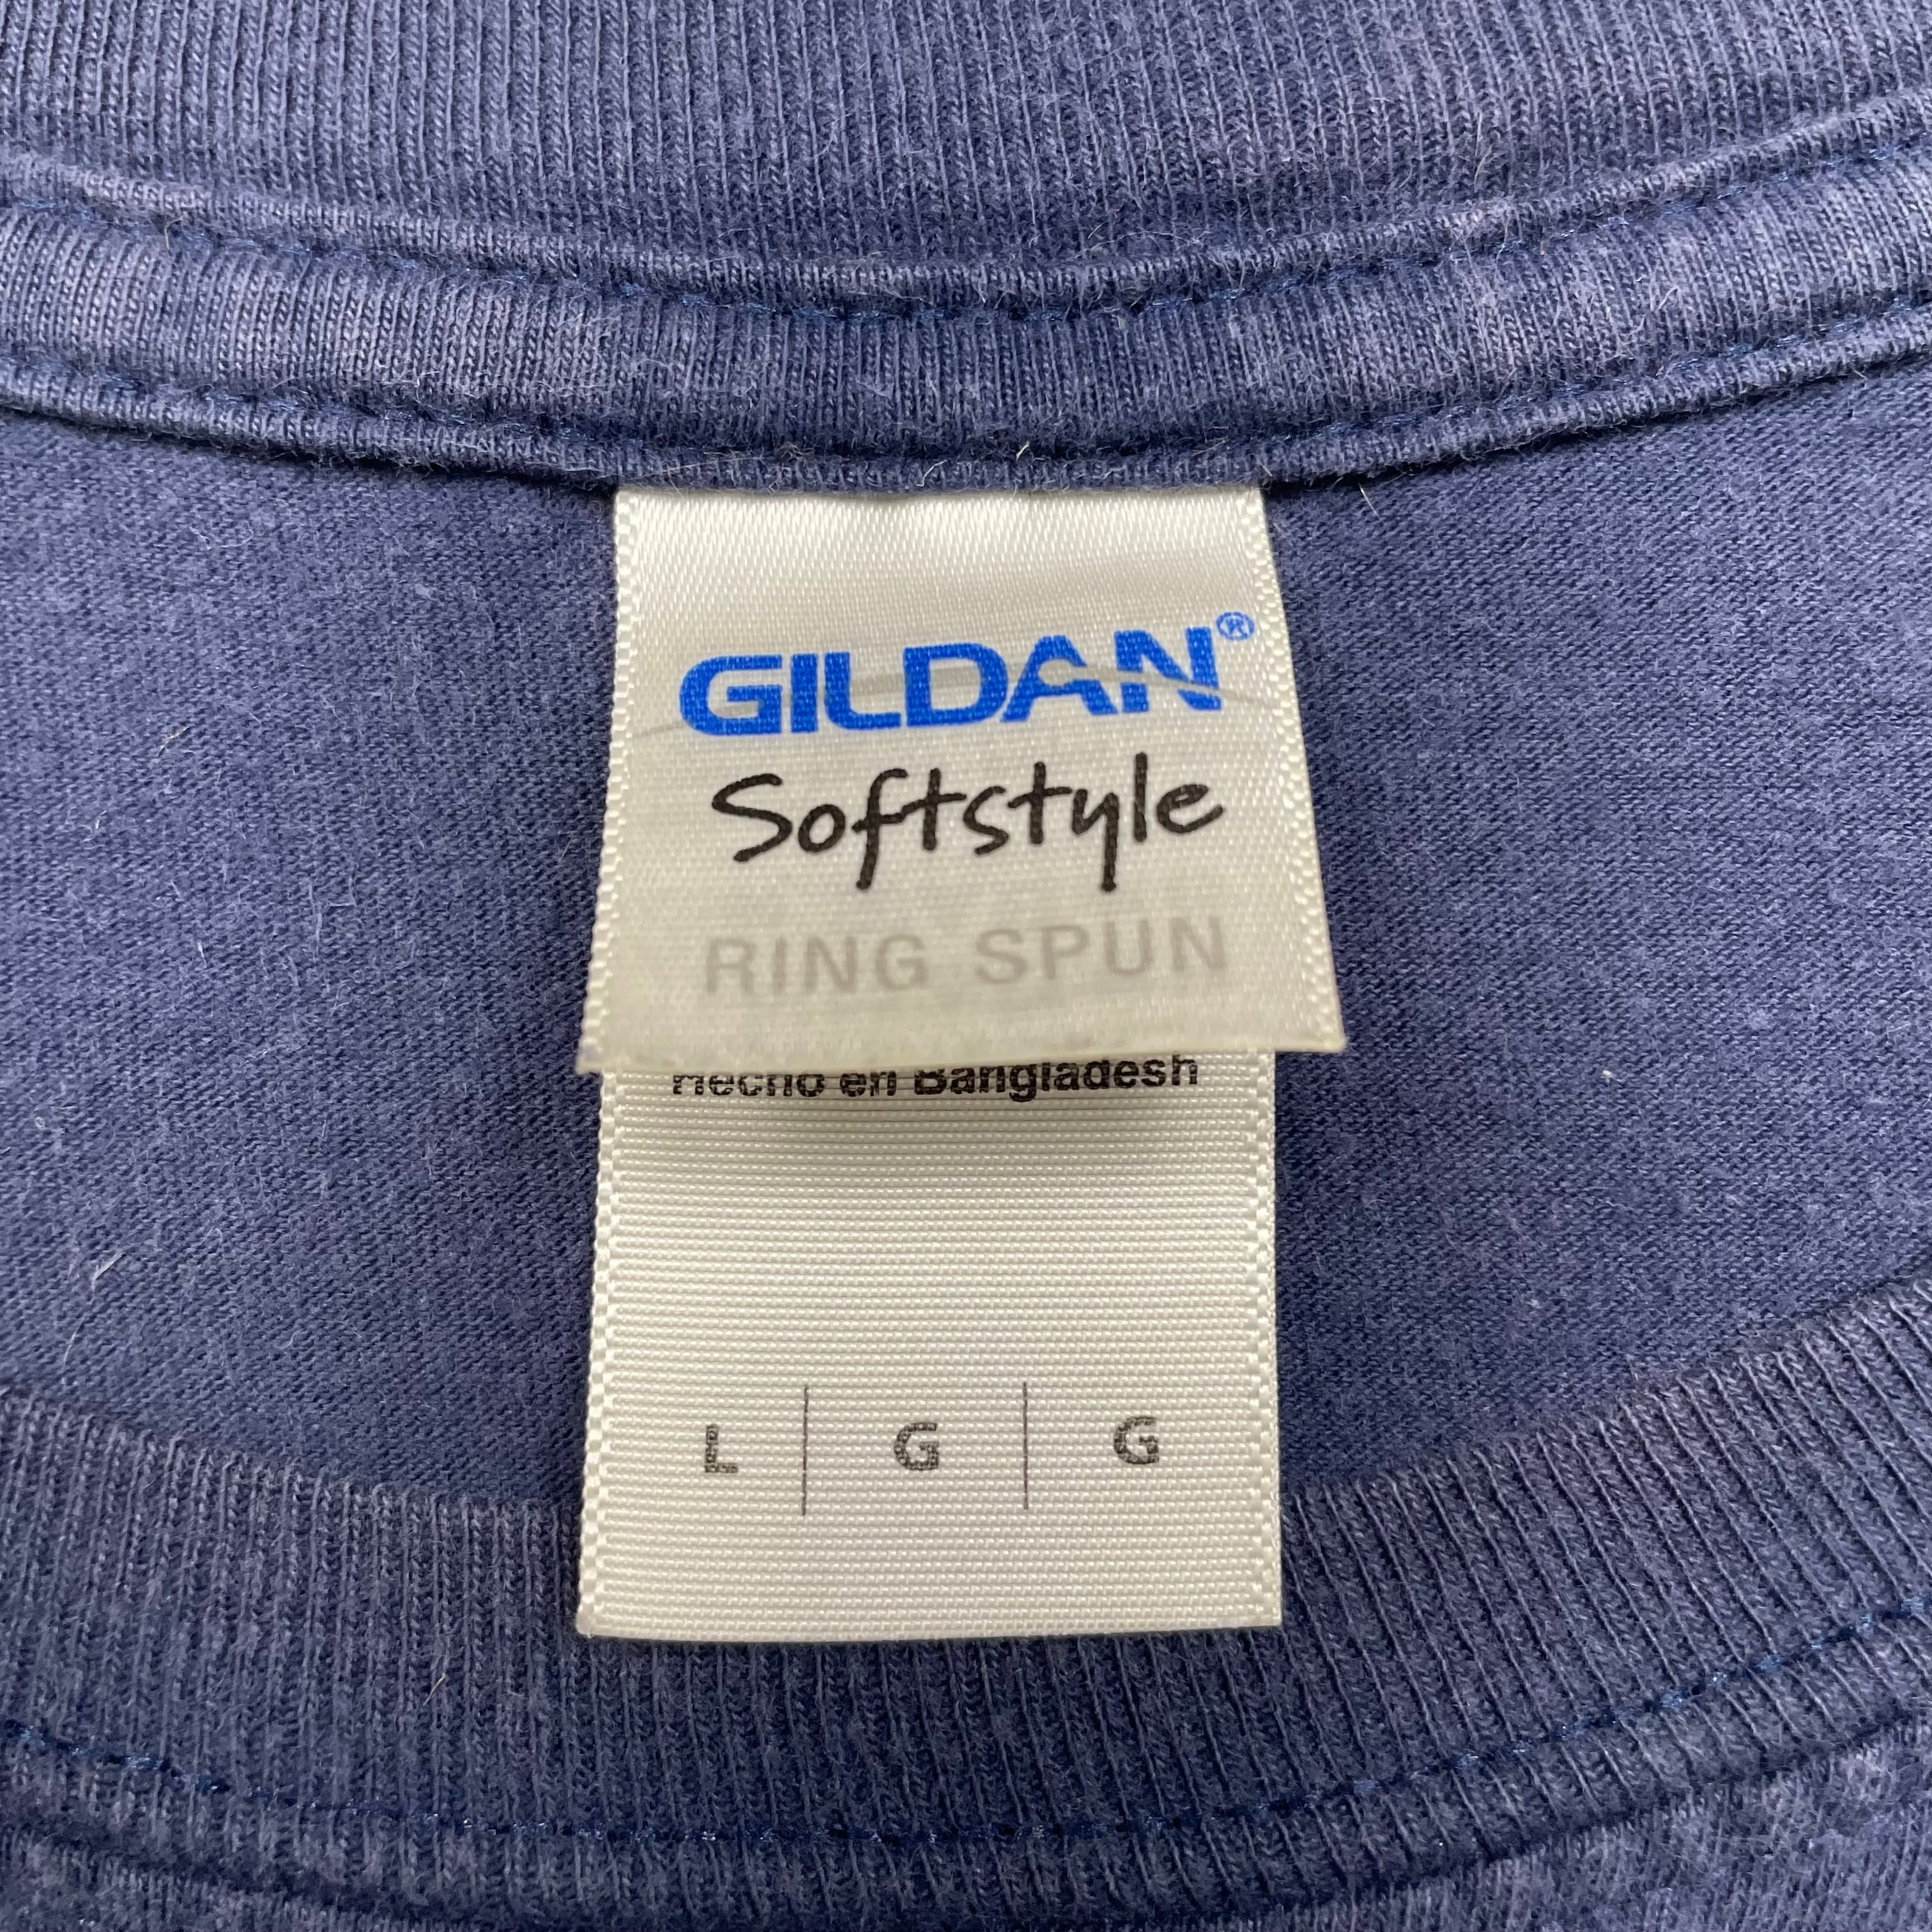 GILDAN®
Softstyle
RING SPUN
Hecho en Bangladesh
L | G | G